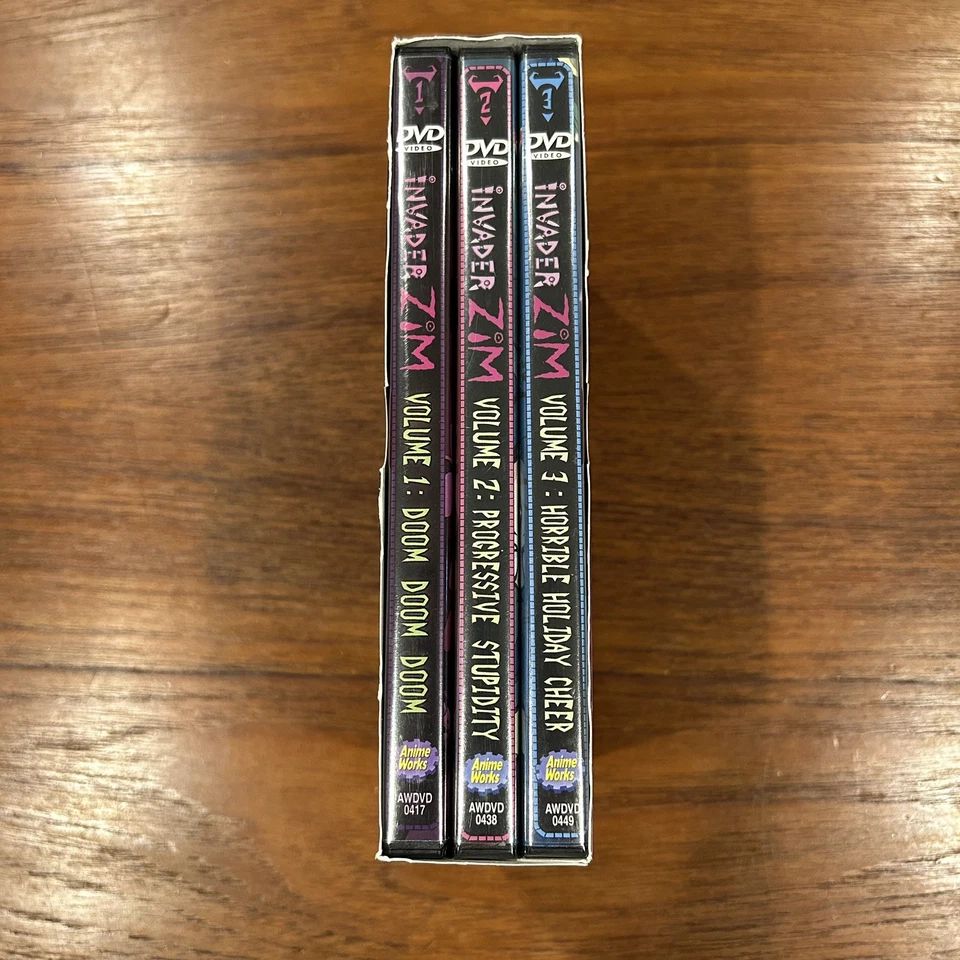 1
DVD
VIDEO
INVADER ZIM
VOLUME 1: DOOM DOOM DOOM
Anime
Works
AWDVD
0417
2
DVD
VIDEO
INVADER ZIM
VOLUME 2: PROGRESSIVE STUPIDITY
Anime
Works
AWDVD
0438
3
DVD
VIDEO
INVADER ZIM
VOLUME 3: HORRIBLE HOLIDAY CHEER
Anime
Works
AWDVD
0449